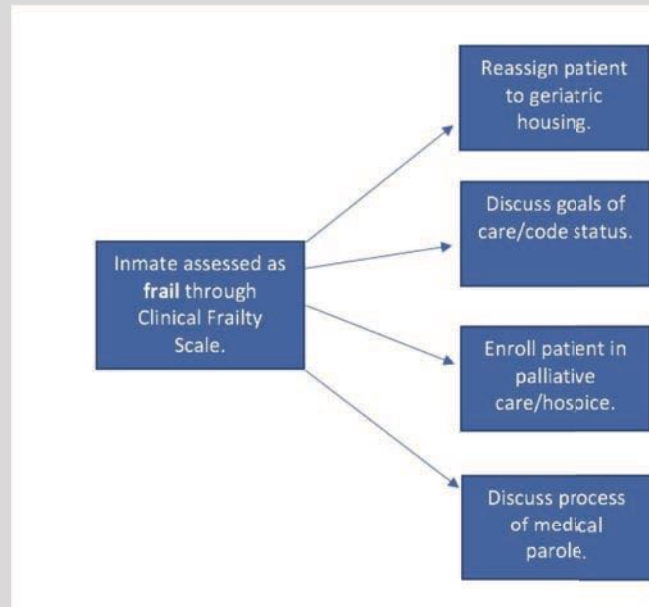 Inmate assessed as
frail through
Clinical Frailty
Scale.
Reassign patient
to geriatric
housing.
Discuss goals of
care/code status.
Enroll patient in
palliative
care/hospice.
Discuss process
of medical
parole.